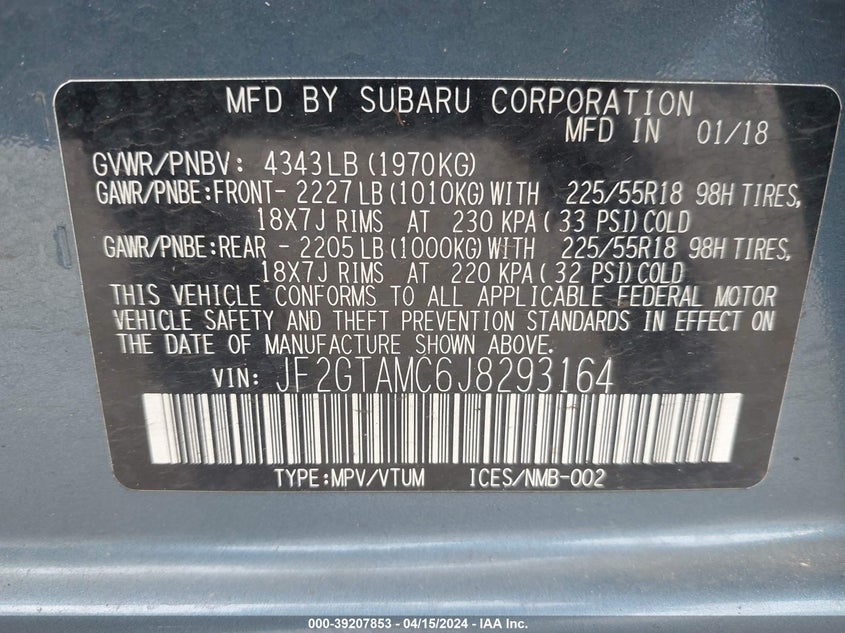 MFD BY SUBARU CORPORATION
MFD IN 01/18
GVWR/PNBV: 4343LB (1970KG)
GAWR/PNBE:FRONT- 2227 LB (1010KG) WITH 225/55R18 98H TIRES,
18X7J RIMS AT 230 KPA ( 33 PSI) COLD
GAWR/PNBE:REAR - 2205 LB (1000KG) WITH 225/55R18 98H TIRES,
18X7J RIMS AT 220 KPA ( 32 PSI) COLD
THIS VEHICLE CONFORMS TO ALL APPLICABLE FEDERAL MOTOR
VEHICLE SAFETY AND THEFT PREVENTION STANDARDS IN EFFECT ON
THE DATE OF MANUFACTURE SHOWN ABOVE.
VIN: JF2GTAMC6J8293164
TYPE:MPV/VTUM ICES/NMB-002
000-39207853 - 04/15/2024 - IAA Inc.